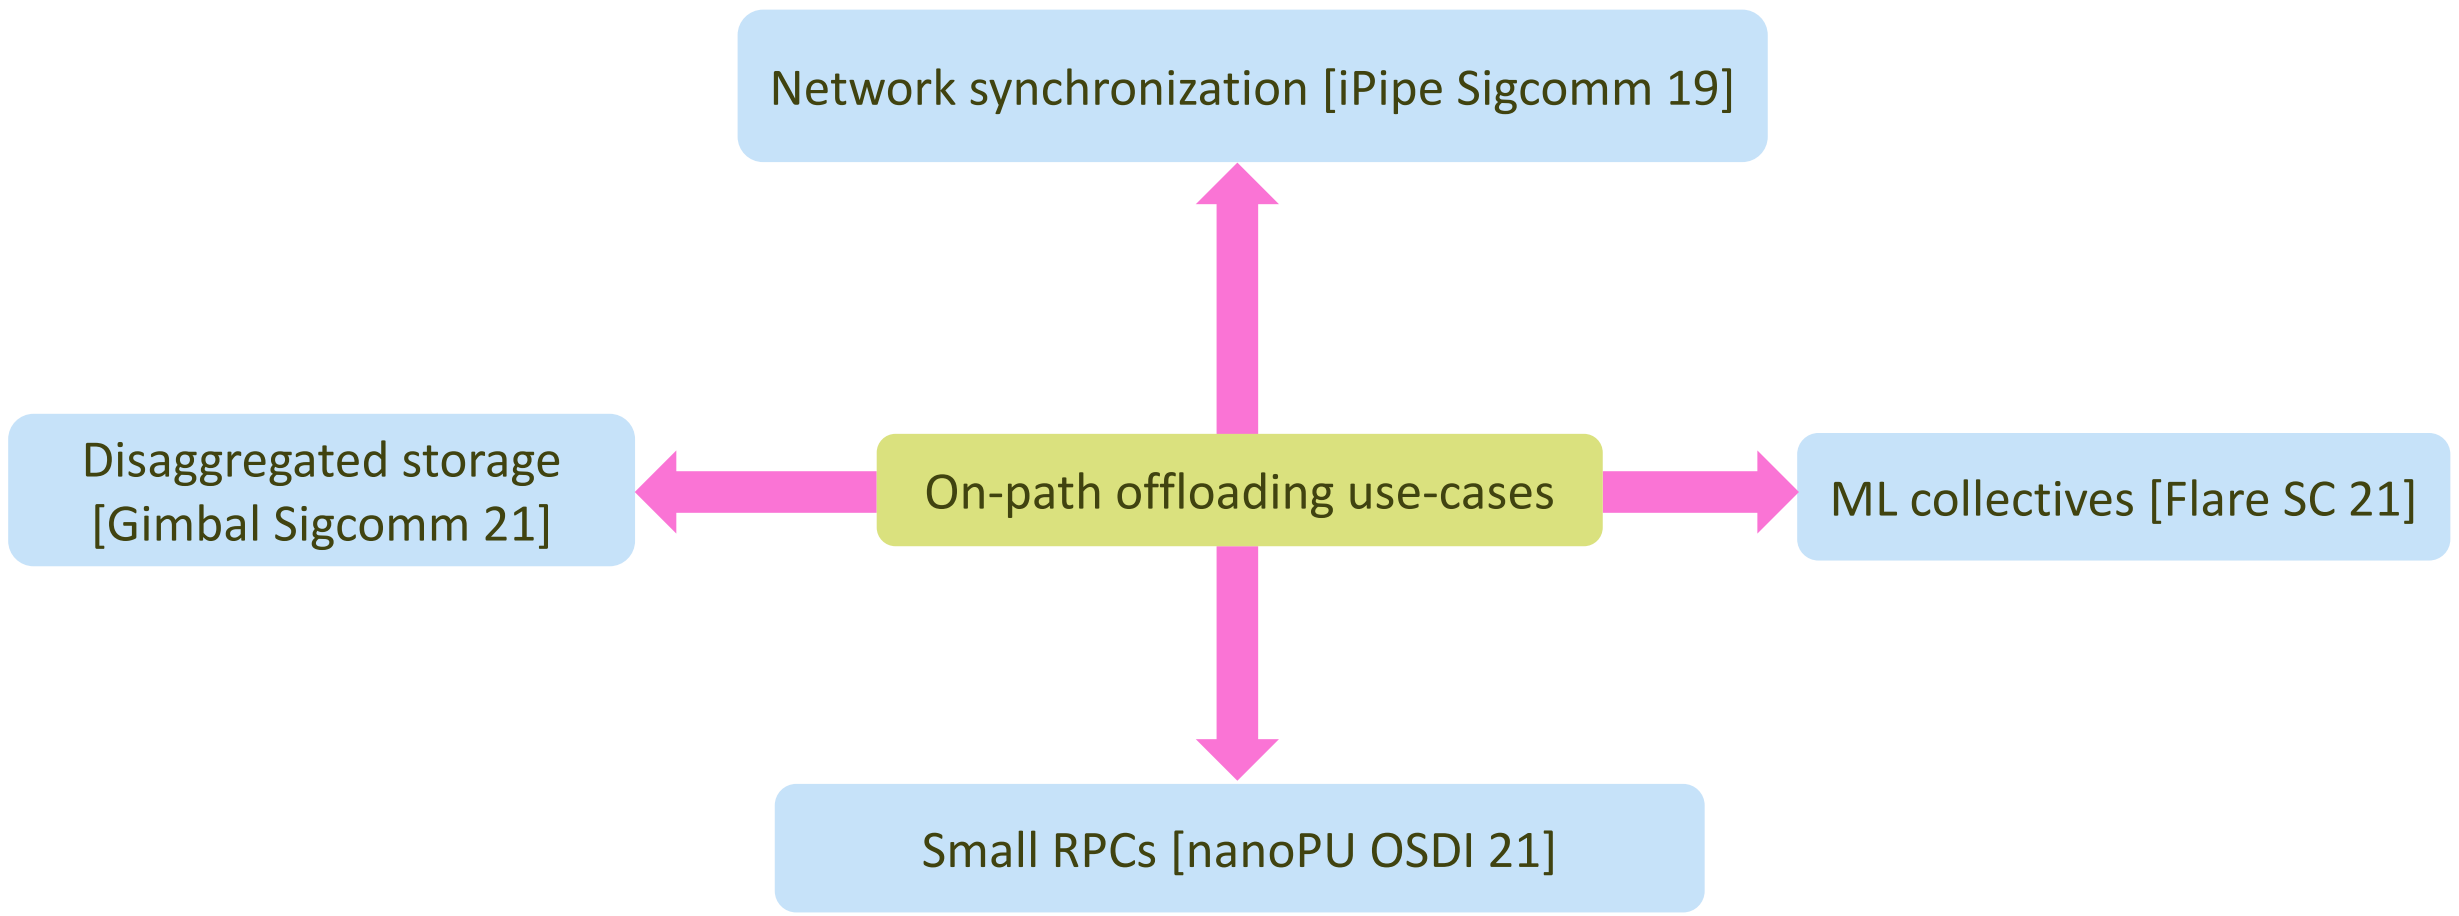 Network synchronization [iPipe Sigcomm 19]
Disaggregated storage
[Gimbal Sigcomm 21]
On-path offloading use-cases
ML collectives [Flare SC 21]
Small RPCs [nanoPU OSDI 21]